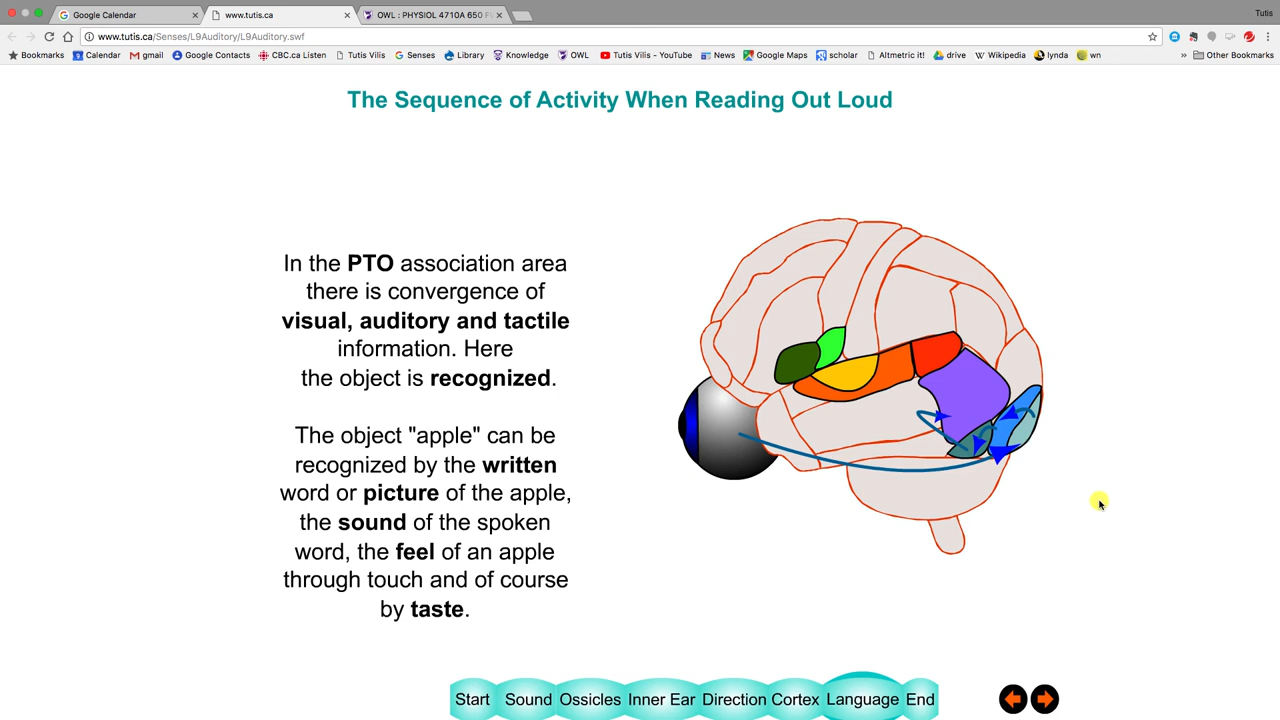 Google Calendar
www.tutis.ca
OWL : PHYSIOL 4710A 650 F
Tutis
www.tutis.ca/Senses/L9Auditory/L9Auditory.swf
Bookmarks Calendar gmail Google Contacts CBC.ca Listen Tutis Vilis Senses Library Knowledge OWL Tutis Vilis - YouTube News Google Maps scholar Altmetric it! drive Wikipedia lynda wn » Other Bookmarks
The Sequence of Activity When Reading Out Loud
In the PTO association area
there is convergence of
visual, auditory and tactile
information. Here
the object is recognized.
The object "apple" can be
recognized by the written
word or picture of the apple,
the sound of the spoken
word, the feel of an apple
through touch and of course
by taste.
Start Sound Ossicles Inner Ear Direction Cortex Language End